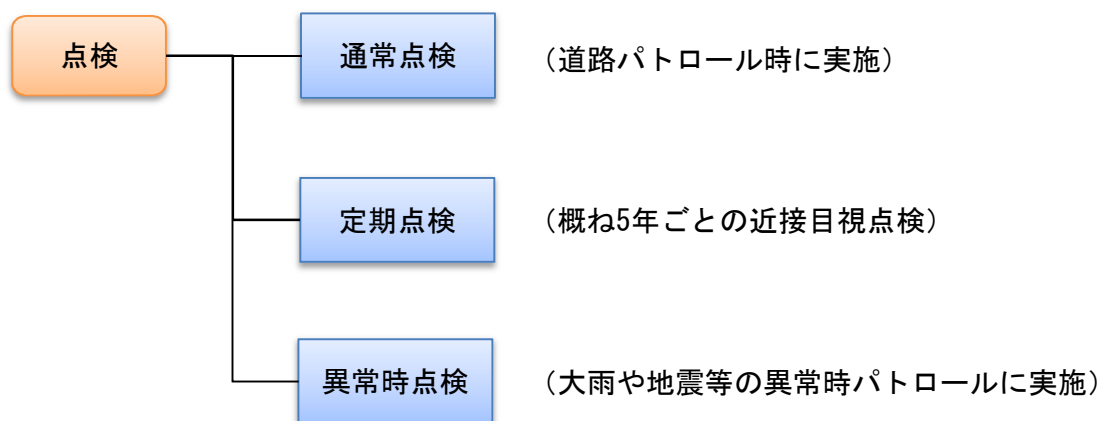 点検
通常点検 （道路パトロール時に実施）
定期点検 （概ね5年ごとの近接目視点検）
異常時点検 （大雨や地震等の異常時パトロールに実施）